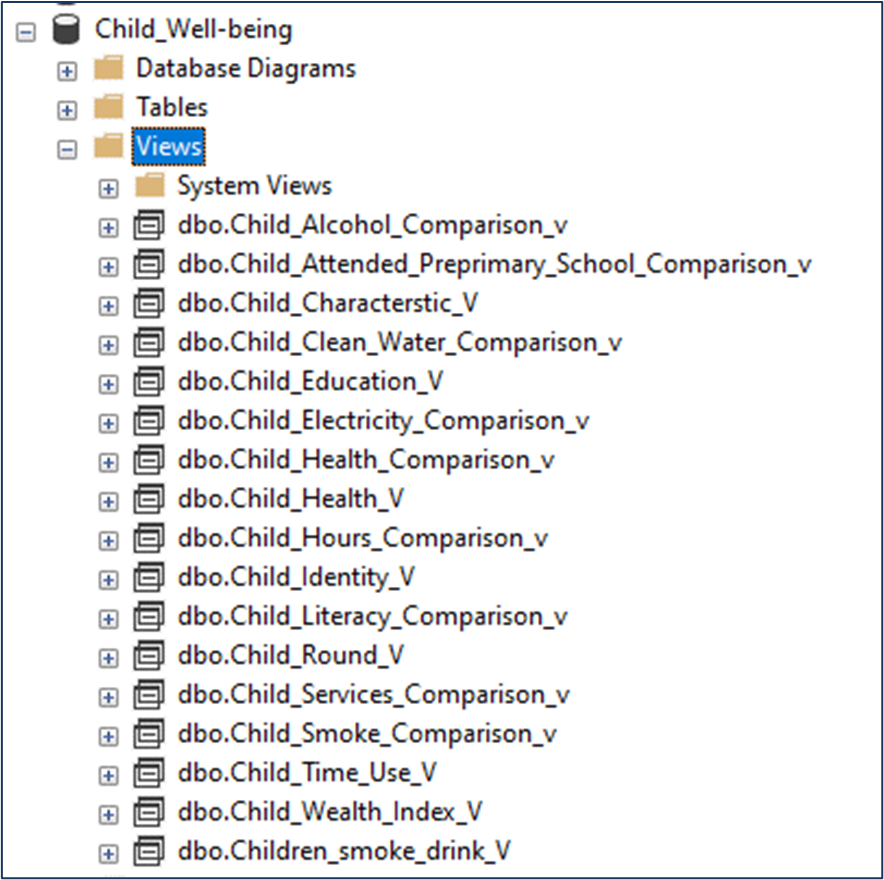 Child_Well-being
Database Diagrams
Tables
Views
System Views
dbo.Child_Alcohol_Comparison_v
dbo.Child_Attended_Preprimary_School_Comparison_v
dbo.Child_Characterstic_V
dbo.Child_Clean_Water_Comparison_v
dbo.Child_Education_V
dbo.Child_Electricity_Comparison_v
dbo.Child_Health_Comparison_v
dbo.Child_Health_V
dbo.Child_Hours_Comparison_v
dbo.Child_Identity_V
dbo.Child_Literacy_Comparison_v
dbo.Child_Round_V
dbo.Child_Services_Comparison_v
dbo.Child_Smoke_Comparison_v
dbo.Child_Time_Use_V
dbo.Child_Wealth_Index_V
dbo.Children_smoke_drink_V